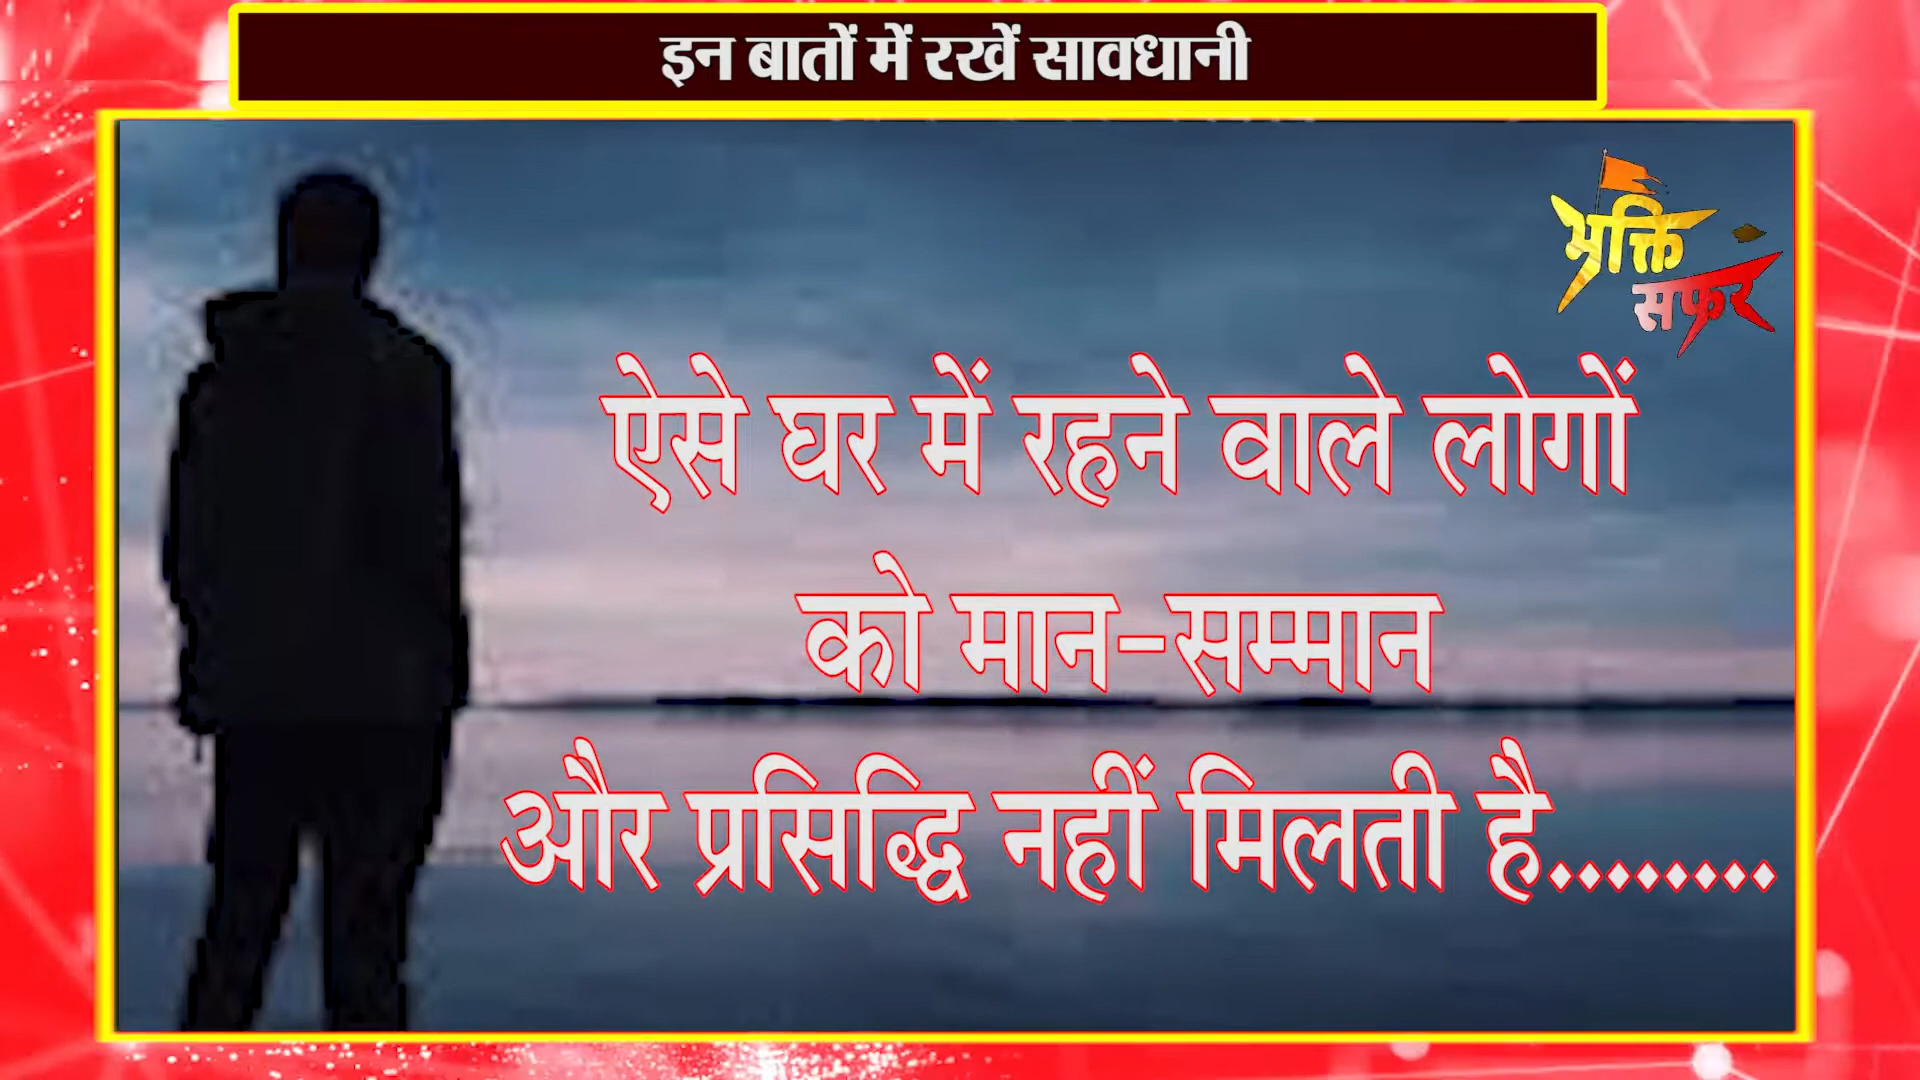 इन बातों में रखें सावधानी
भक्ति
सफर
ऐसे घर में रहने वाले लोगों
को मान-सम्मान
और प्रसिद्धि नहीं मिलती है........